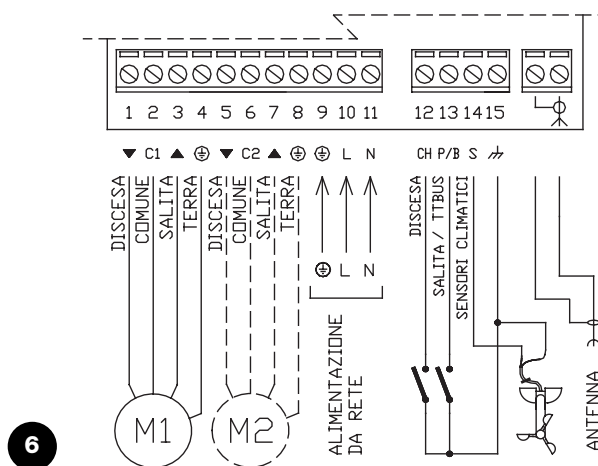 1 2 3 4 5 6 7 8 9 10 11 12 13 14 15
C1 C2 L N CH P/B S
DISCESA
COMUNE
SALITA
TERRA
DISCESA
COMUNE
SALITA
TERRA
L N
ALIMENTAZIONE
DA RETE
DISCESA
SALITA / TTBUS
SENSORI CLIMATICI
ANTENNA
M1 M2
6